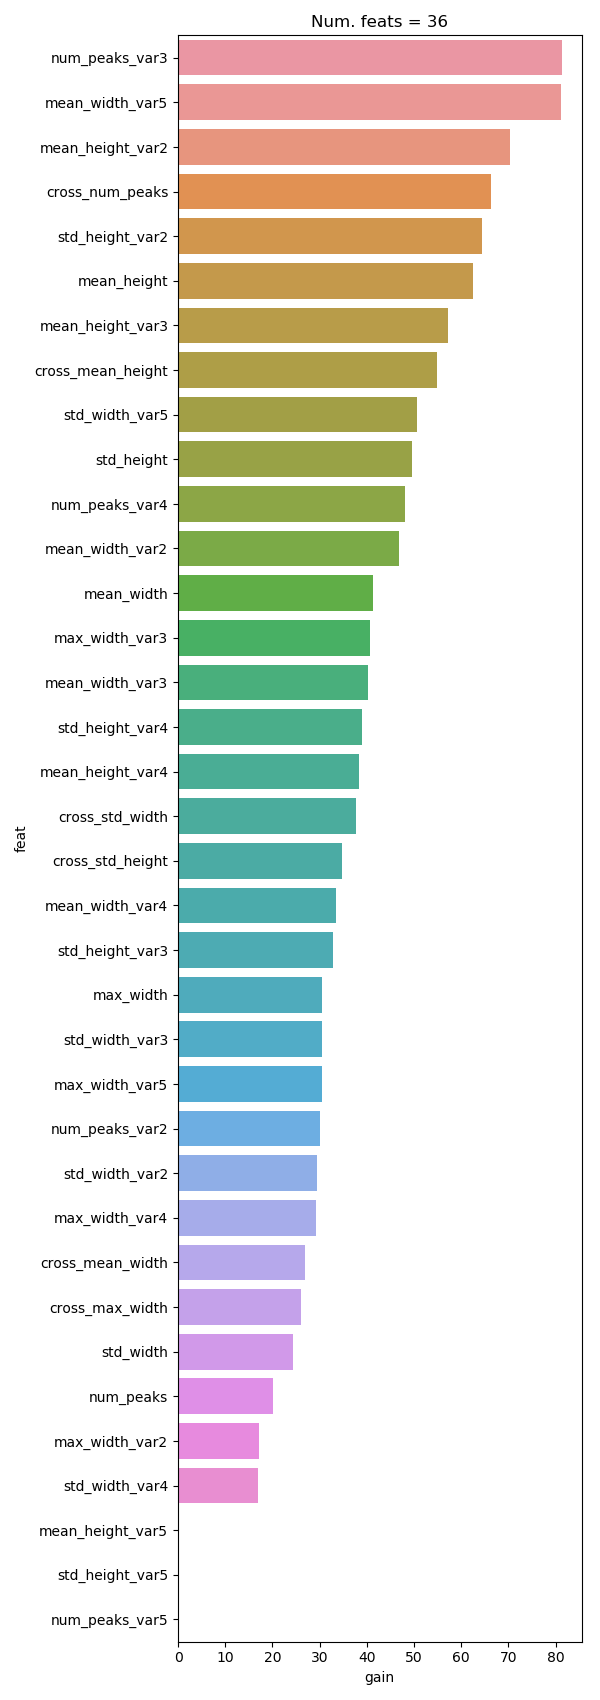 Num. feats = 36
num_peaks_var3
mean_width_var5
mean_height_var2
cross_num_peaks
std_height_var2
mean_height
mean_height_var3
cross_mean_height
std_width_var5
std_height
num_peaks_var4
mean_width_var2
mean_width
max_width_var3
mean_width_var3
std_height_var4
mean_height_var4
cross_std_width
cross_std_height
mean_width_var4
std_height_var3
max_width
std_width_var3
max_width_var5
num_peaks_var2
std_width_var2
max_width_var4
cross_mean_width
cross_max_width
std_width
num_peaks
max_width_var2
std_width_var4
mean_height_var5
std_height_var5
num_peaks_var5
feat
0 10 20 30 40 50 60 70 80
gain